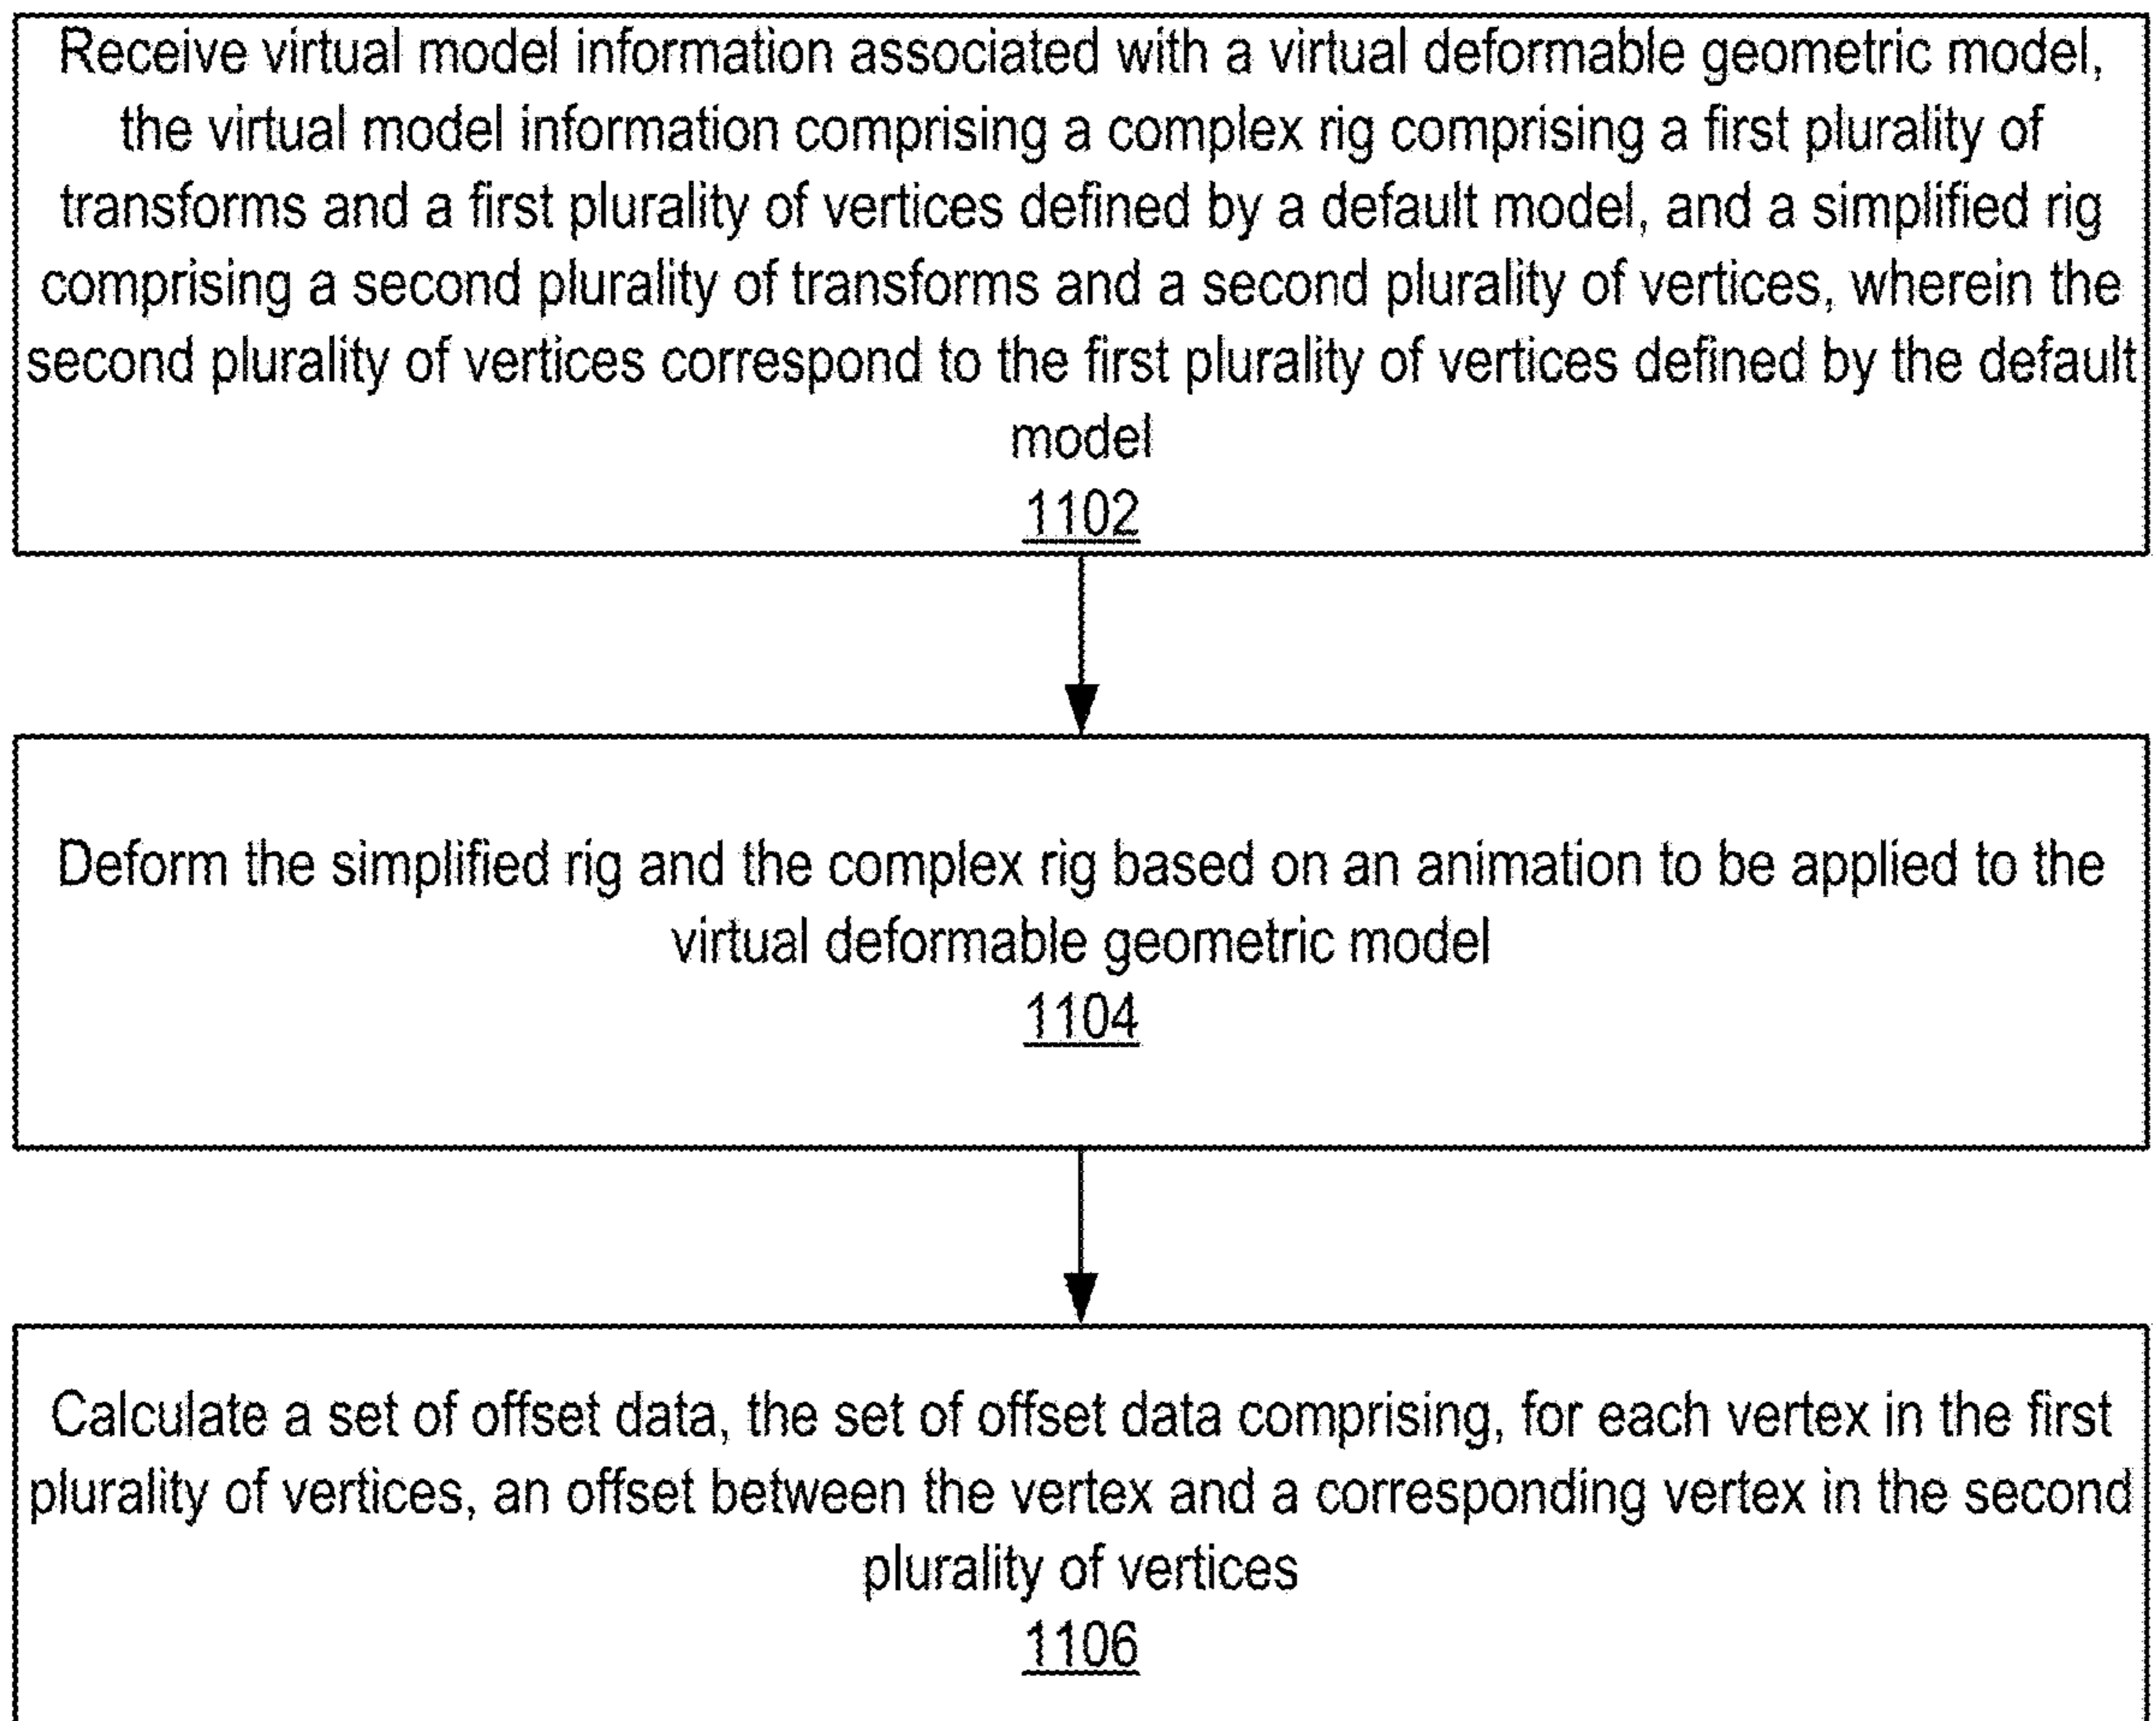 Receive virtual model information associated with a virtual deformable geometric model,
the virtual model information comprising a complex rig comprising a first plurality of
transforms and a first plurality of vertices defined by a default model, and a simplified rig
comprising a second plurality of transforms and a second plurality of vertices, wherein the
second plurality of vertices correspond to the first plurality of vertices defined by the default
model
1102
Deform the simplified rig and the complex rig based on an animation to be applied to the
virtual deformable geometric model
1104
Calculate a set of offset data, the set of offset data comprising, for each vertex in the first
plurality of vertices, an offset between the vertex and a corresponding vertex in the second
plurality of vertices
1106